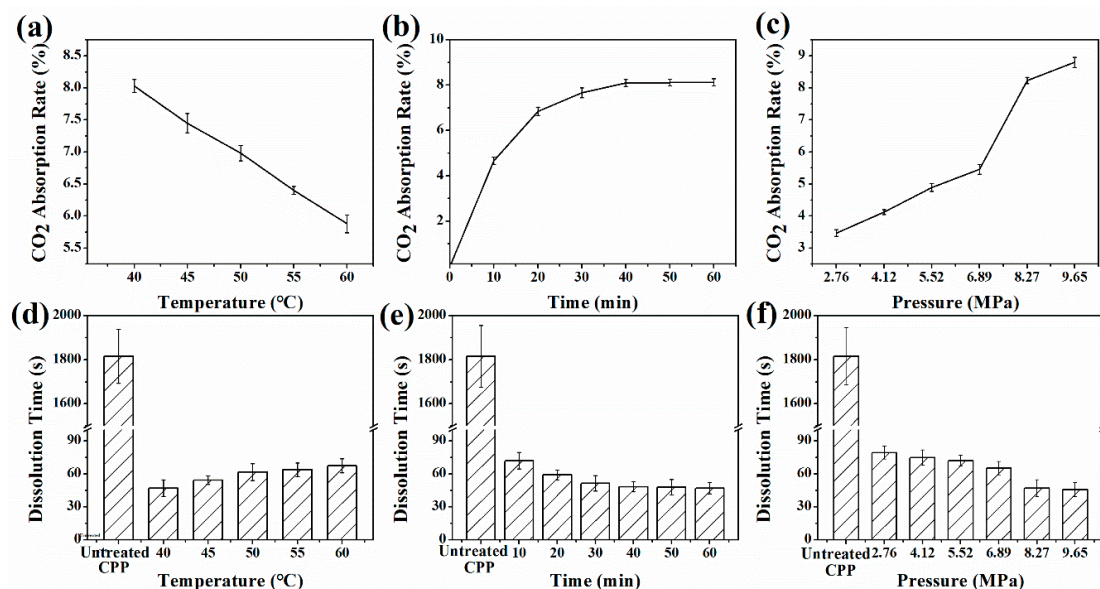 (a)
8.5
8.0
7.5
7.0
6.5
6.0
5.5
CO2 Absorption Rate (%)
40 45 50 55 60
Temperature (°C)
(b)
10
8
6
4
2
CO2 Absorption Rate (%)
0 10 20 30 40 50 60
Time (min)
(c)
9
8
7
6
5
4
3
CO2 Absorption Rate (%)
2.76 4.12 5.52 6.89 8.27 9.65
Pressure (MPa)
(d)
2000
1800
1600
90
60
30
0
Dissolution Time (s)
Untreated 40 45 50 55 60
CPP
Temperature (°C)
(e)
2000
1800
1600
90
60
30
0
Dissolution Time (s)
Untreated 10 20 30 40 50 60
CPP
Time (min)
(f)
2000
1800
1600
90
60
30
0
Dissolution Time (s)
Untreated 2.76 4.12 5.52 6.89 8.27 9.65
CPP
Pressure (MPa)